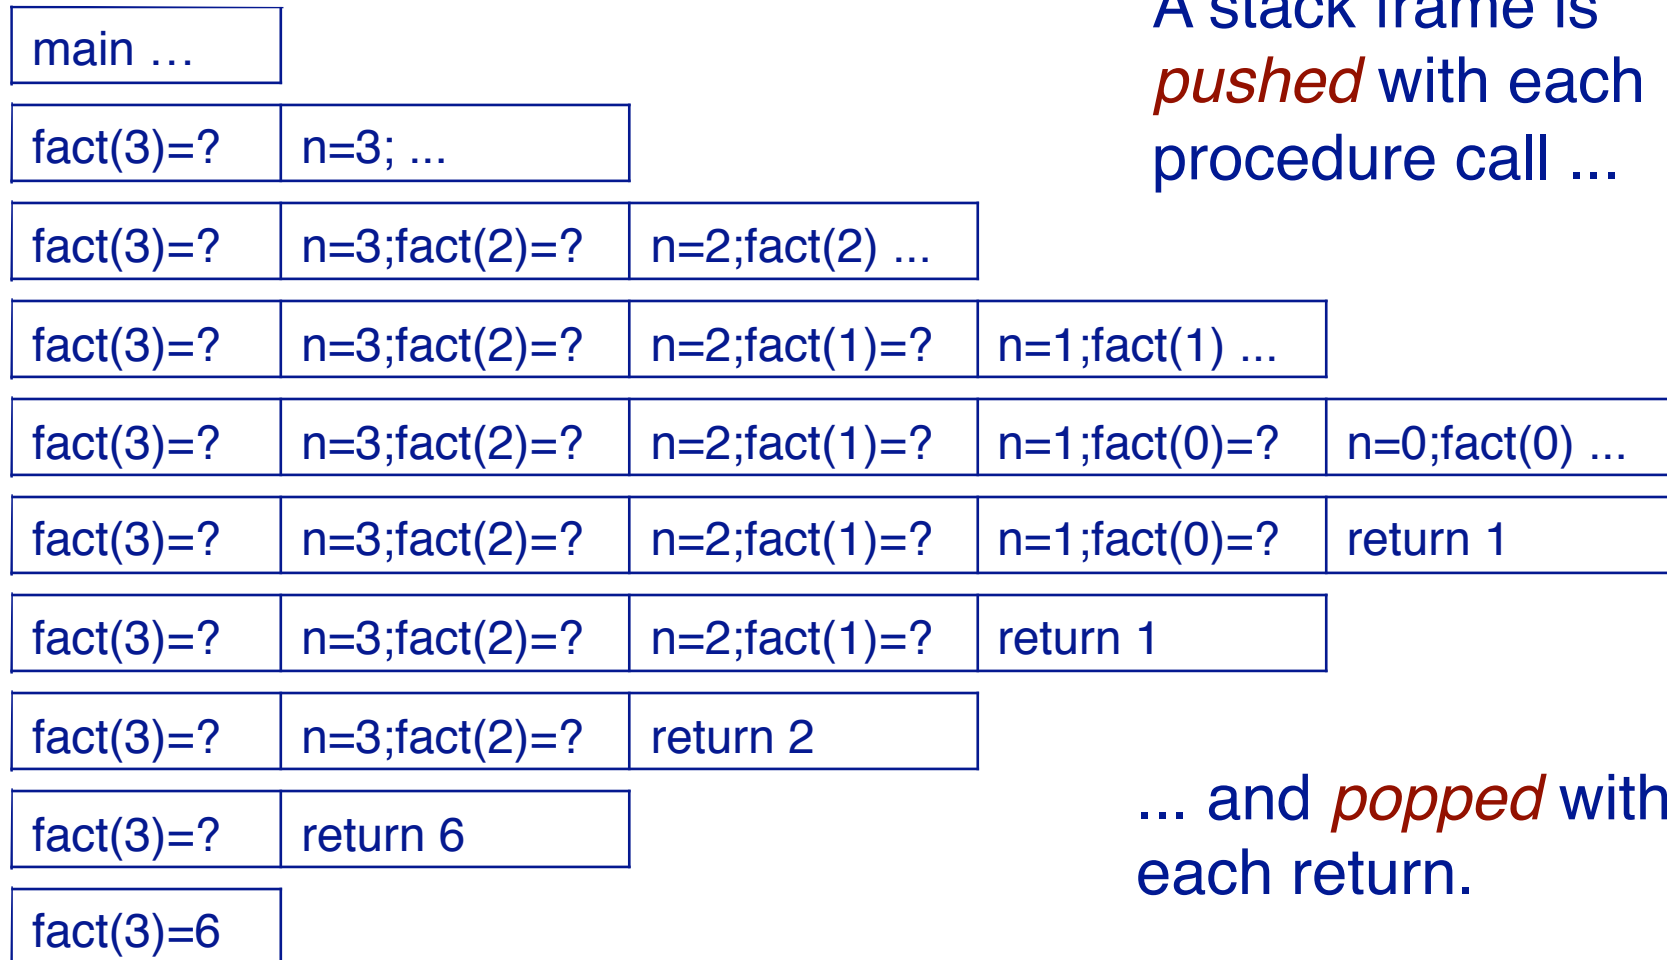 A stack frame is
pushed with each
procedure call ...
main …
fact(3)=? n=3; ...
fact(3)=? n=3;fact(2)=? n=2;fact(2) ...
fact(3)=? n=3;fact(2)=? n=2;fact(1)=? n=1;fact(1) ...
fact(3)=? n=3;fact(2)=? n=2;fact(1)=? n=1;fact(0)=? n=0;fact(0) ...
fact(3)=? n=3;fact(2)=? n=2;fact(1)=? n=1;fact(0)=? return 1
fact(3)=? n=3;fact(2)=? n=2;fact(1)=? return 1
fact(3)=? n=3;fact(2)=? return 2
fact(3)=? return 6
fact(3)=6
... and popped with
each return.